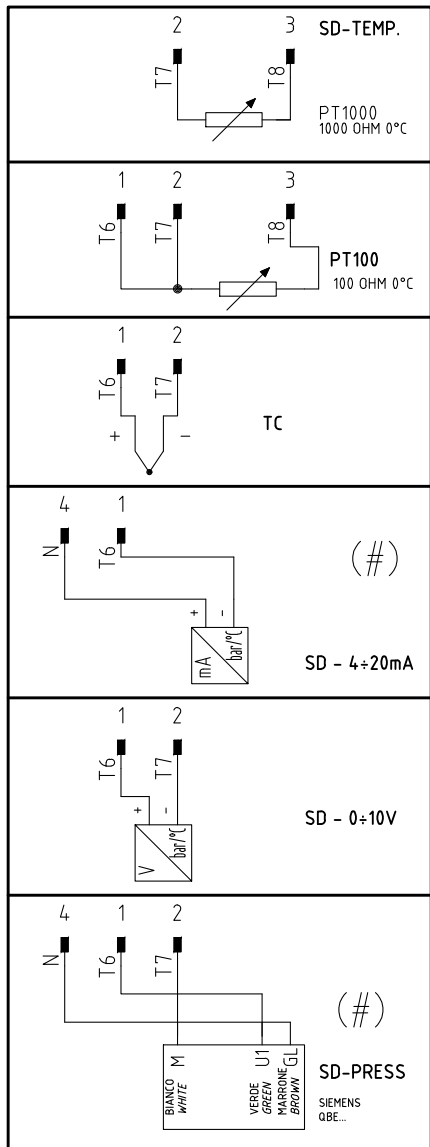 2 3 SD-TEMP.
T7 T8
PT1000
1000 OHM 0°C
1 2 3
T6 T7 T8
PT100
100 OHM 0°C
1 2
T6 T7
+ -
TC
4 1
N T6
(#)
+ -
mA bar/°C
SD - 4÷20mA
1 2
T6 T7
+ -
V bar/°C
SD - 0÷10V
4 1 2
N T6 T7
(#)
M U1 GL
BIANCO
WHITE
VERDE
GREEN
MARRONE
BROWN
SD-PRESS
SIEMENS
QBE...